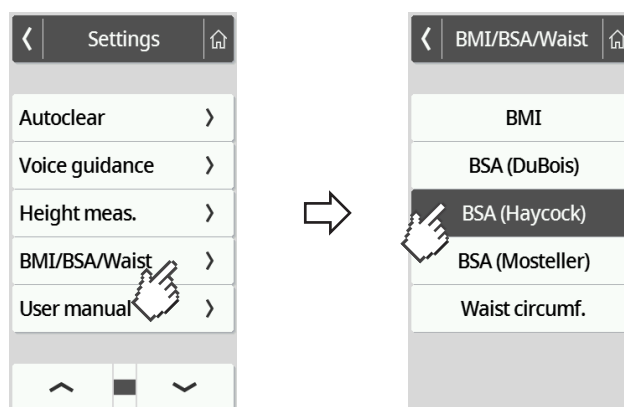 Settings
Autoclear
Voice guidance
Height meas.
BMI/BSA/Waist
User manual
BMI/BSA/Waist
BMI
BSA (DuBois)
BSA (Haycock)
BSA (Mosteller)
Waist circumf.